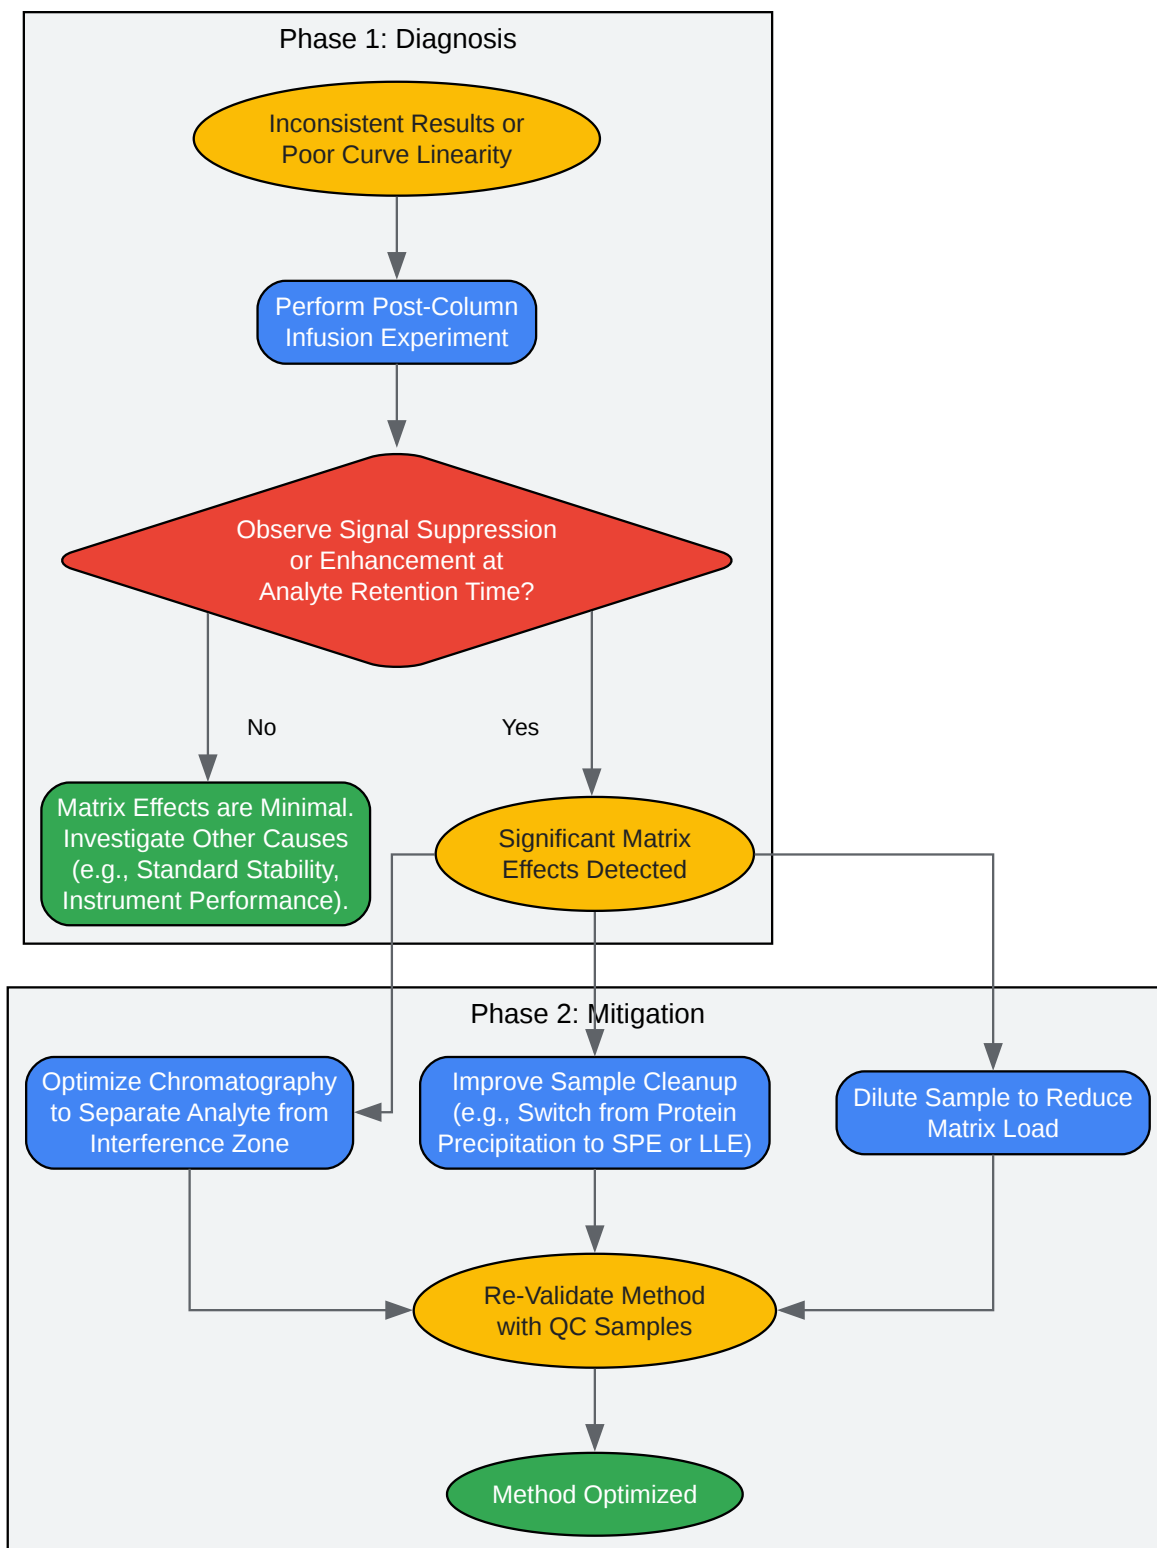 Phase 1: Diagnosis
Inconsistent Results or
Poor Curve Linearity
Perform Post-Column
Infusion Experiment
Observe Signal Suppression
or Enhancement at
Analyte Retention Time?
No
Yes
Matrix Effects are Minimal.
Investigate Other Causes
(e.g., Standard Stability,
Instrument Performance).
Significant Matrix
Effects Detected
Phase 2: Mitigation
Optimize Chromatography
to Separate Analyte from
Interference Zone
Improve Sample Cleanup
(e.g., Switch from Protein
Precipitation to SPE or LLE)
Dilute Sample to Reduce
Matrix Load
Re-Validate Method
with QC Samples
Method Optimized